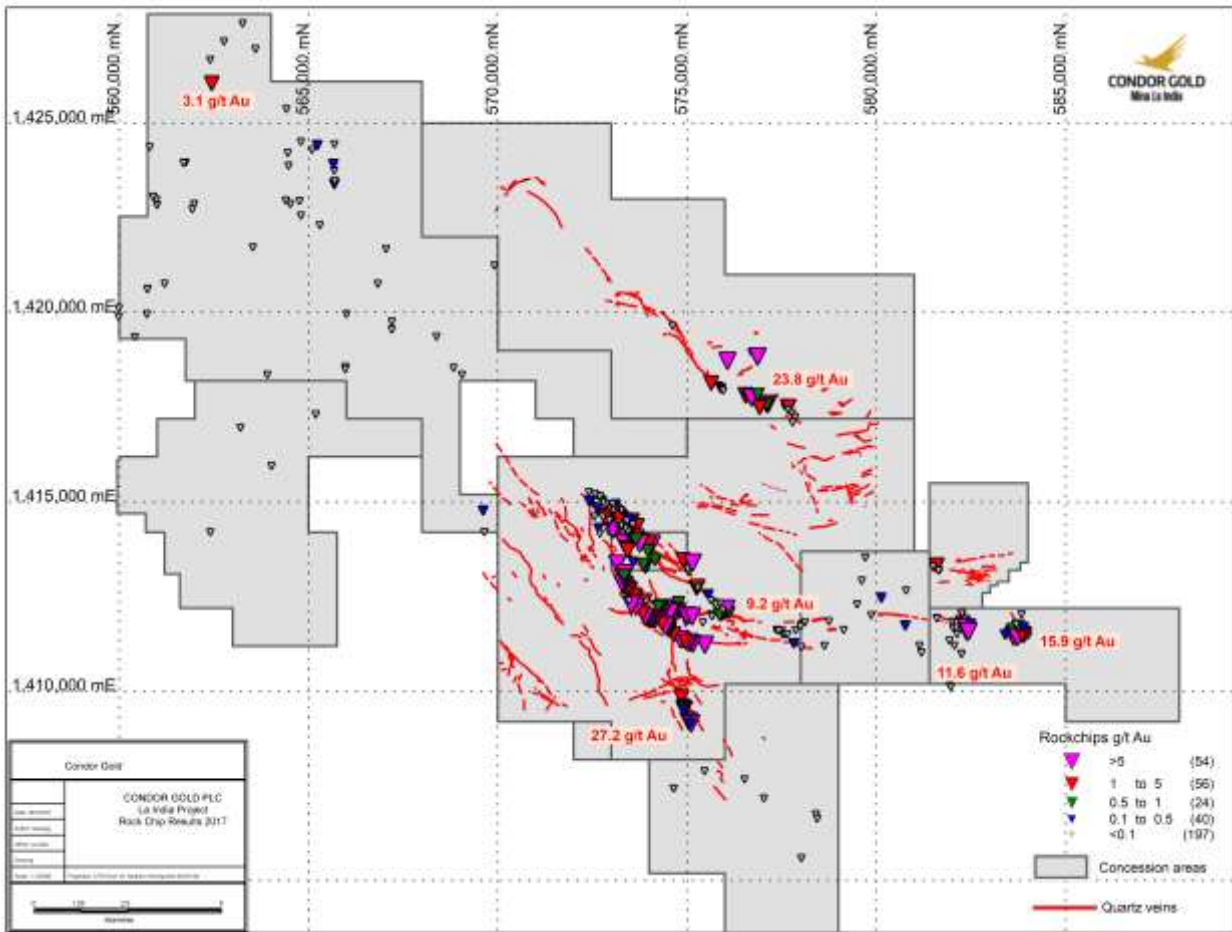 560,000 mN
565,000 mN
570,000 mN
575,000 mN
580,000 mN
585,000 mN
CONDOR GOLD
Mina La India
3.1 g/t Au
1,425,000 mE
1,420,000 mE
23.8 g/t Au
1,415,000 mE
9.2 g/t Au
15.9 g/t Au
11.6 g/t Au
1,410,000 mE
27.2 g/t Au
Rockchips g/t Au
>5 (54)
1 to 5 (56)
0.5 to 1 (24)
0.1 to 0.5 (40)
<0.1 (197)
Concession areas
Quartz veins
Condor Gold
CONDOR GOLD PLC
La India Project
Rock Chip Results 2017